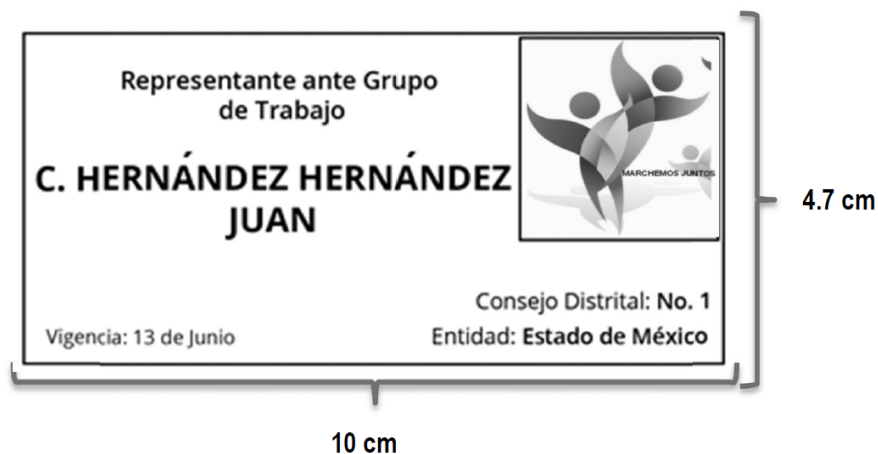 Representante ante Grupo
de Trabajo
C. HERNÁNDEZ HERNÁNDEZ
JUAN
MARCHEMOS JUNTOS
4.7 cm
Consejo Distrital: No. 1
Vigencia: 13 de Junio
Entidad: Estado de México
10 cm